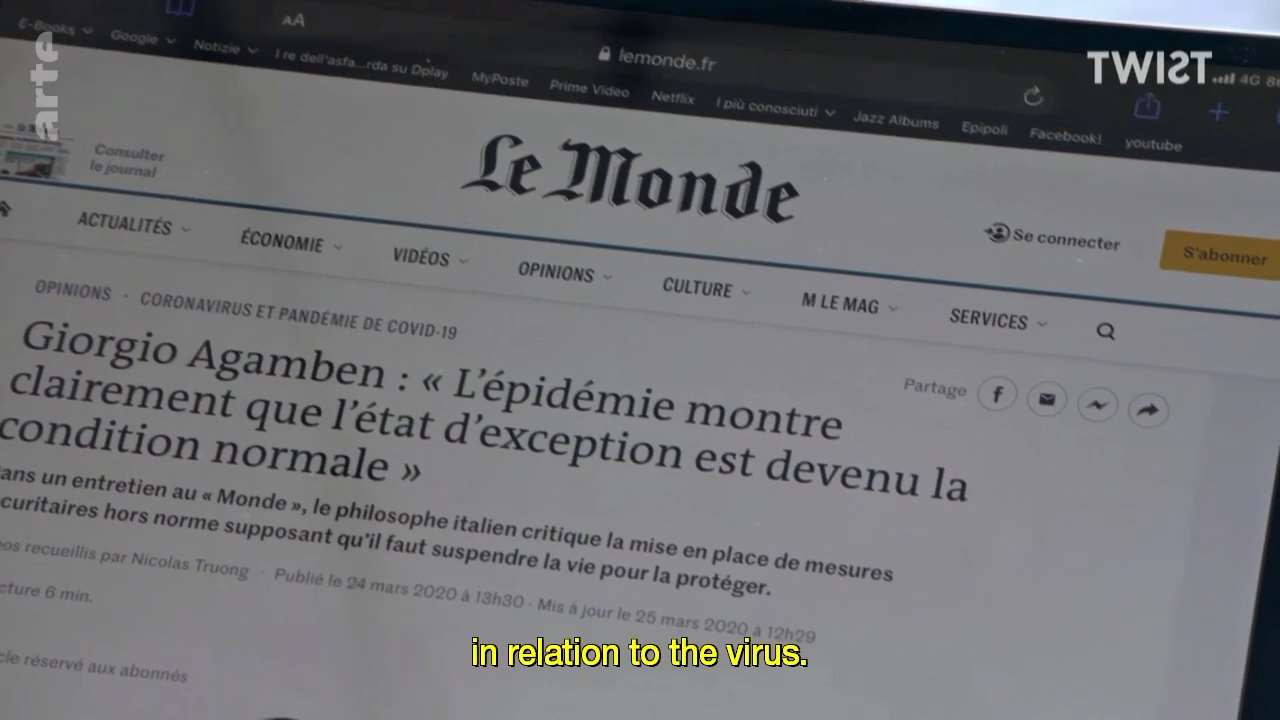 arte
TWIST
4G
AA
lemonde.fr
E-Books
Google
Notizie
I re dell'asfa...rda su Dplay
MyPoste
Prime Video
Netflix
I più conosciuti
Jazz Albums
Epipoli
Facebook!
youtube
Consulter
le journal
Le Monde
Se connecter
S'abonner
ACTUALITÉS
ÉCONOMIE
VIDÉOS
OPINIONS
CULTURE
M LE MAG
SERVICES
OPINIONS · CORONAVIRUS ET PANDÉMIE DE COVID-19
Giorgio Agamben : « L'épidémie montre
clairement que l'état d'exception est devenu la
condition normale »
Partage
ans un entretien au « Monde », le philosophe italien critique la mise en place de mesures
curitaires hors norme supposant qu'il faut suspendre la vie pour la protéger.
os recueillis par Nicolas Truong · Publié le 24 mars 2020 à 13h30 - Mis à jour le 25 mars 2020 à 12h29
cture 6 min.
cle réservé aux abonnés
in relation to the virus.